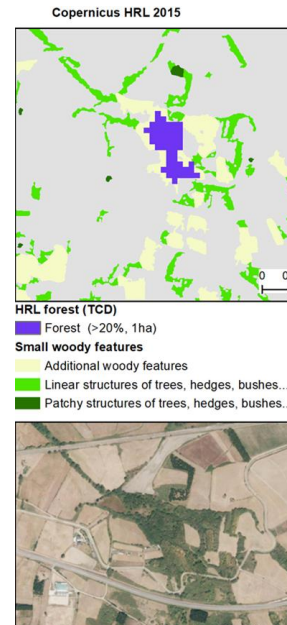 Copernicus HRL 2015
0 0
HRL forest (TCD)
Forest (>20%, 1ha)
Small woody features
Additional woody features
Linear structures of trees, hedges, bushes...
Patchy structures of trees, hedges, bushes...